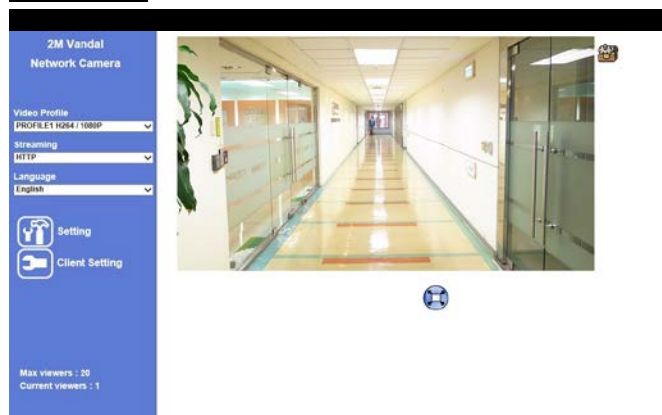 2M Vandal
Network Camera
Video Profile
PROFILE1 H264 / 1080P
Streaming
HTTP
Language
English
Setting
Client Setting
Max viewers : 20
Current viewers : 1